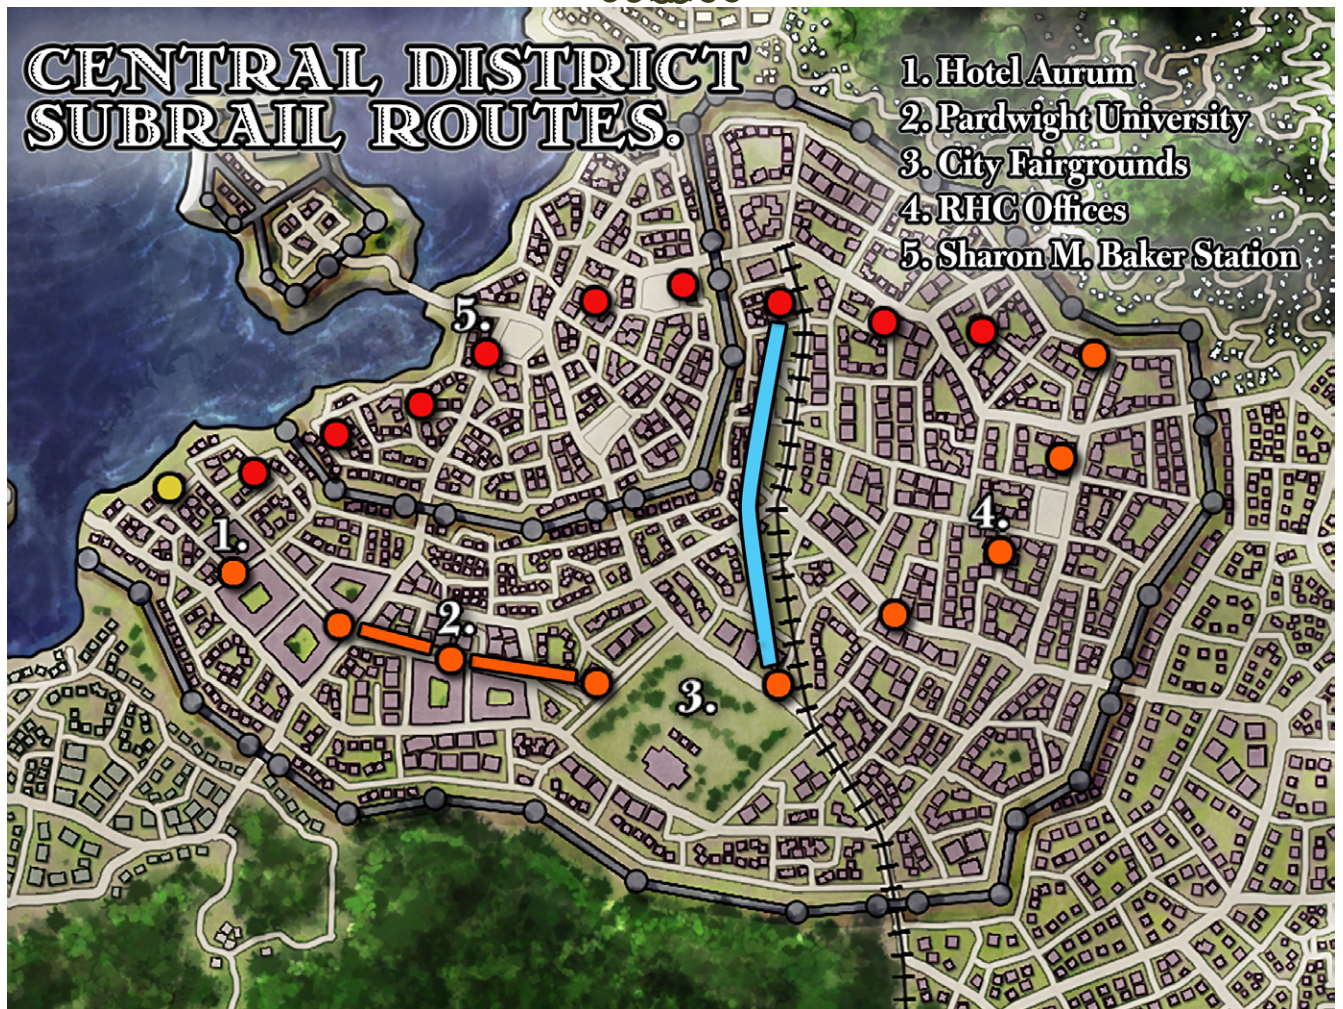 CENTRAL DISTRICT
SUBRAIL ROUTES.
1. Hotel Aurum
2. Pardwight University
3. City Fairgrounds
4. RHC Offices
5. Sharon M. Baker Station
5.
4.
1.
2.
3.